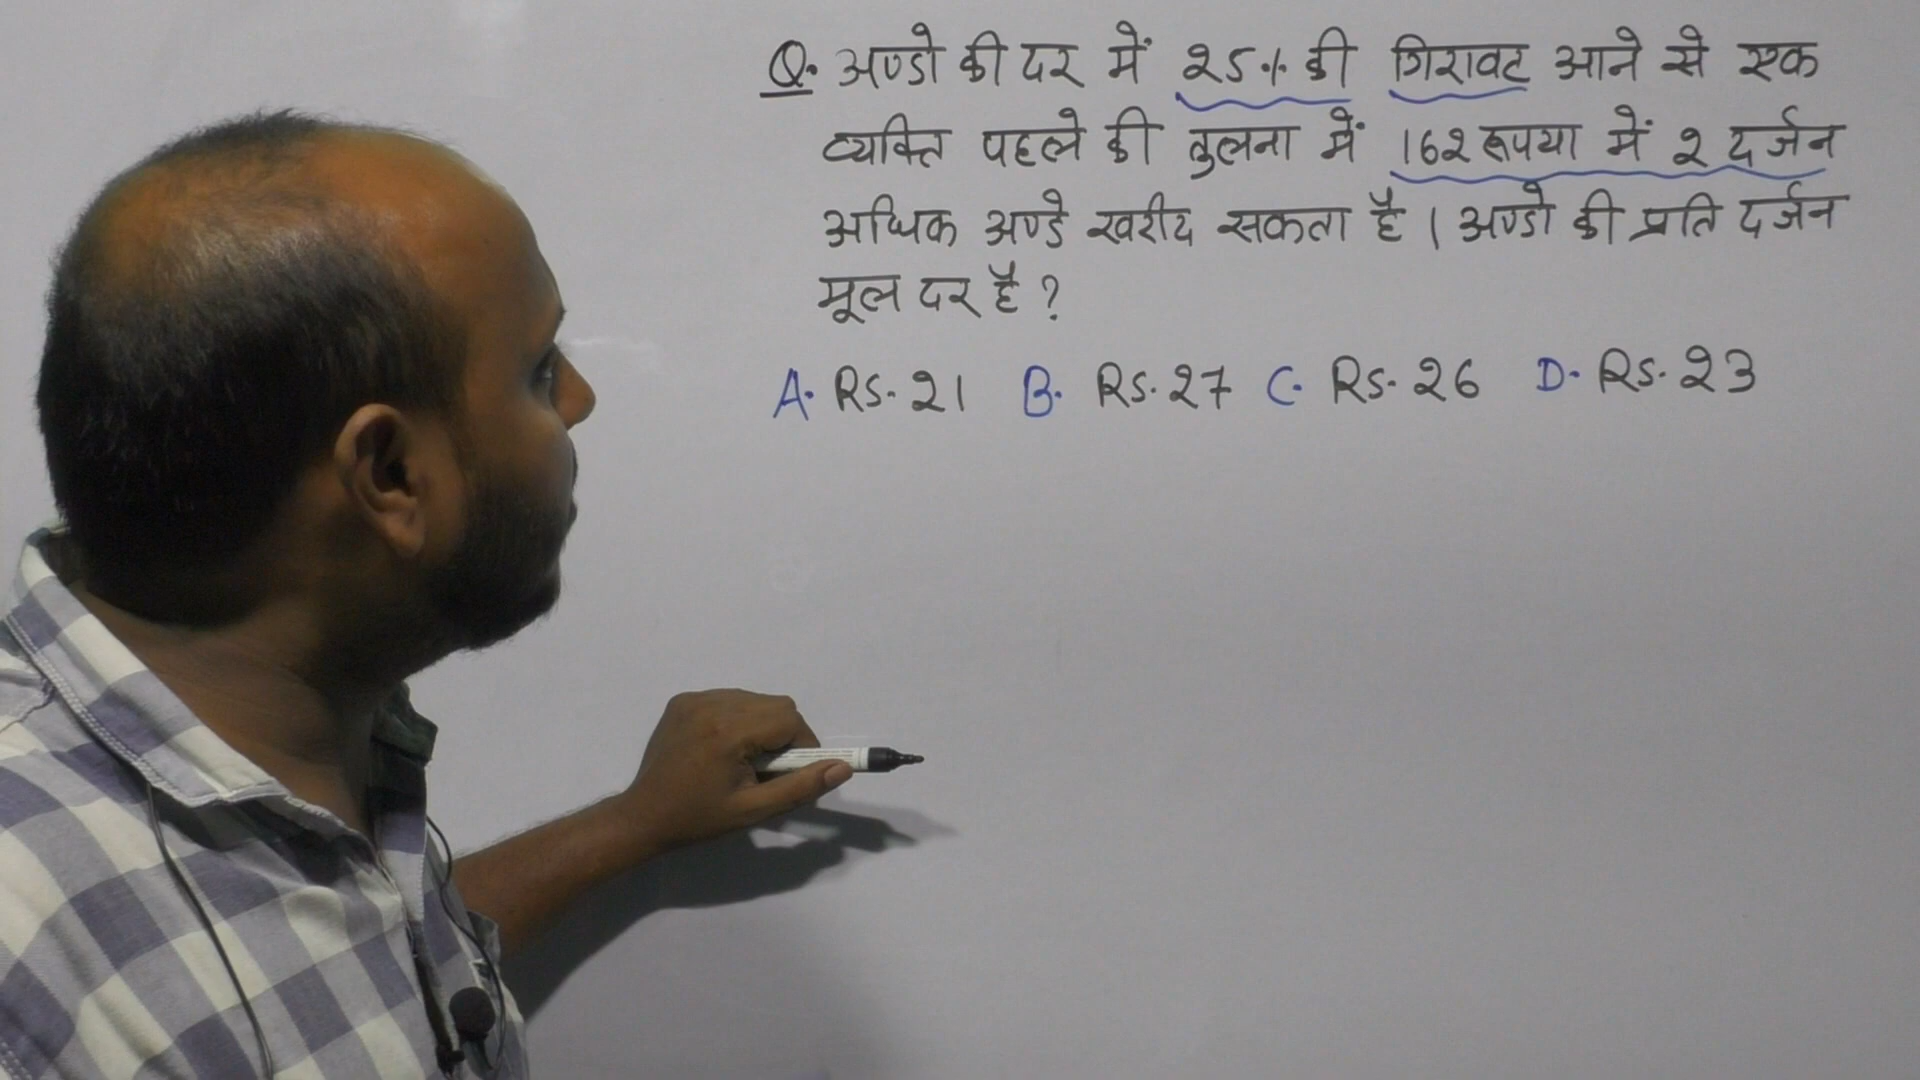 Q. अण्डो की दर में 25% की गिरावट आने से एक
व्यक्ति पहले की तुलना में 162 रूपया में 2 दर्जन
अधिक अण्डे खरीद सकता है। अण्डो की प्रति दर्जन
मूल दर है?
A. Rs. 21 B. Rs. 27 C. Rs. 26 D. Rs. 23